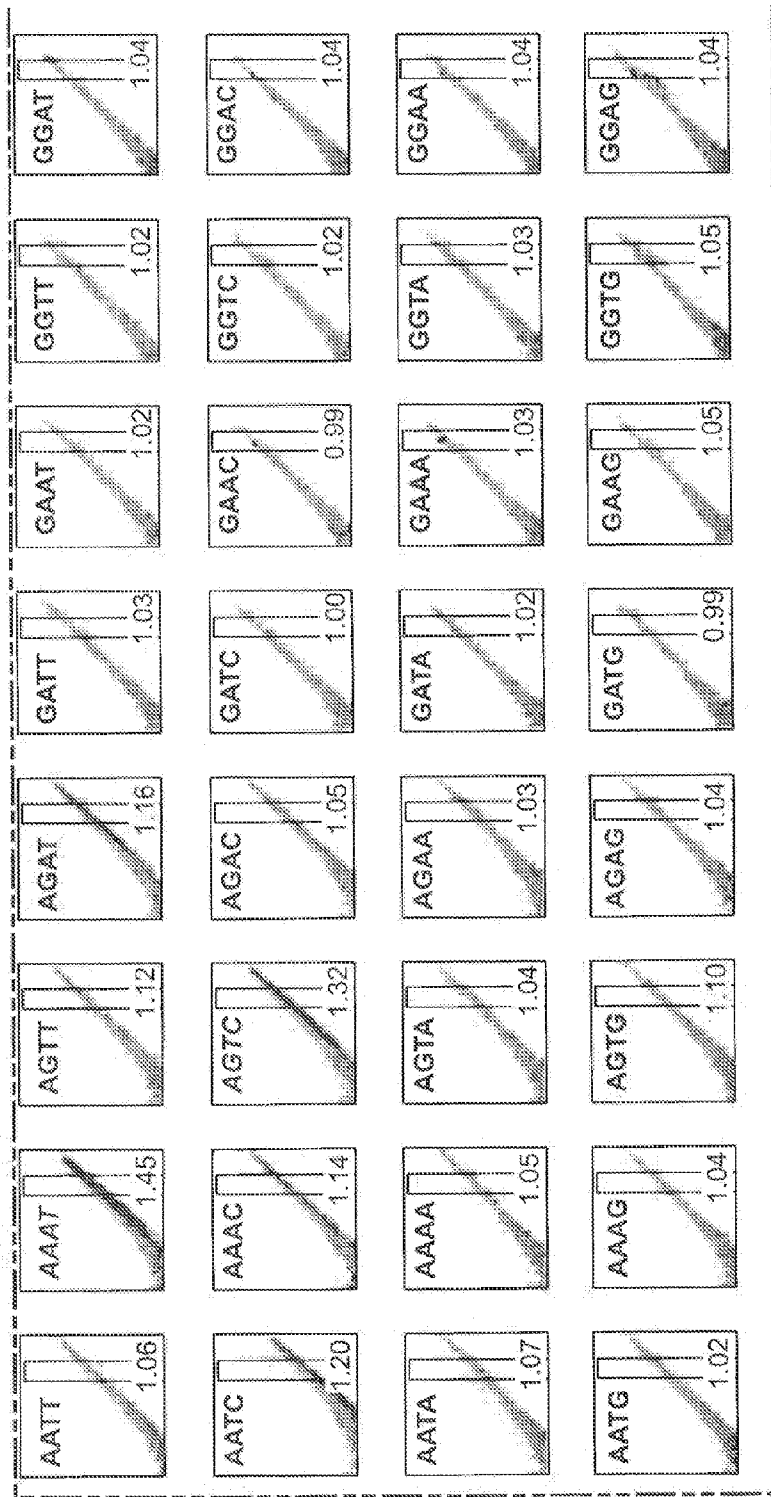 AATT AAAT AGTT AGAT GATT GAAT GGTT GGAT
1.06 1.45 1.12 1.16 1.03 1.02 1.02 1.04
AATC AAAC AGTC AGAC GATC GAAC GGTC GGAC
1.20 1.14 1.32 1.05 1.00 0.99 1.02 1.04
AATA AAAA AGTA AGAA GATA GAAA GGTA GGAA
1.07 1.05 1.04 1.03 1.02 1.03 1.03 1.04
AATG AAAG AGTG AGAG GATG GAAG GGTG GGAG
1.02 1.04 1.10 1.04 0.99 1.05 1.05 1.04